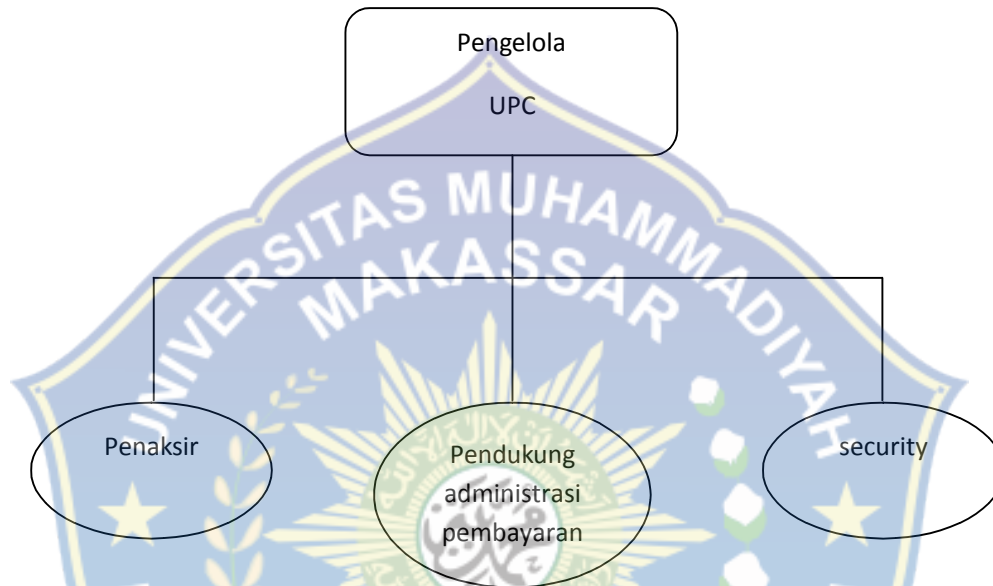 Pengelola
UPC
UNIVERSITAS MUHAMMADIYAH
MAKASSAR
Penaksir
Pendukung
administrasi
pembayaran
security